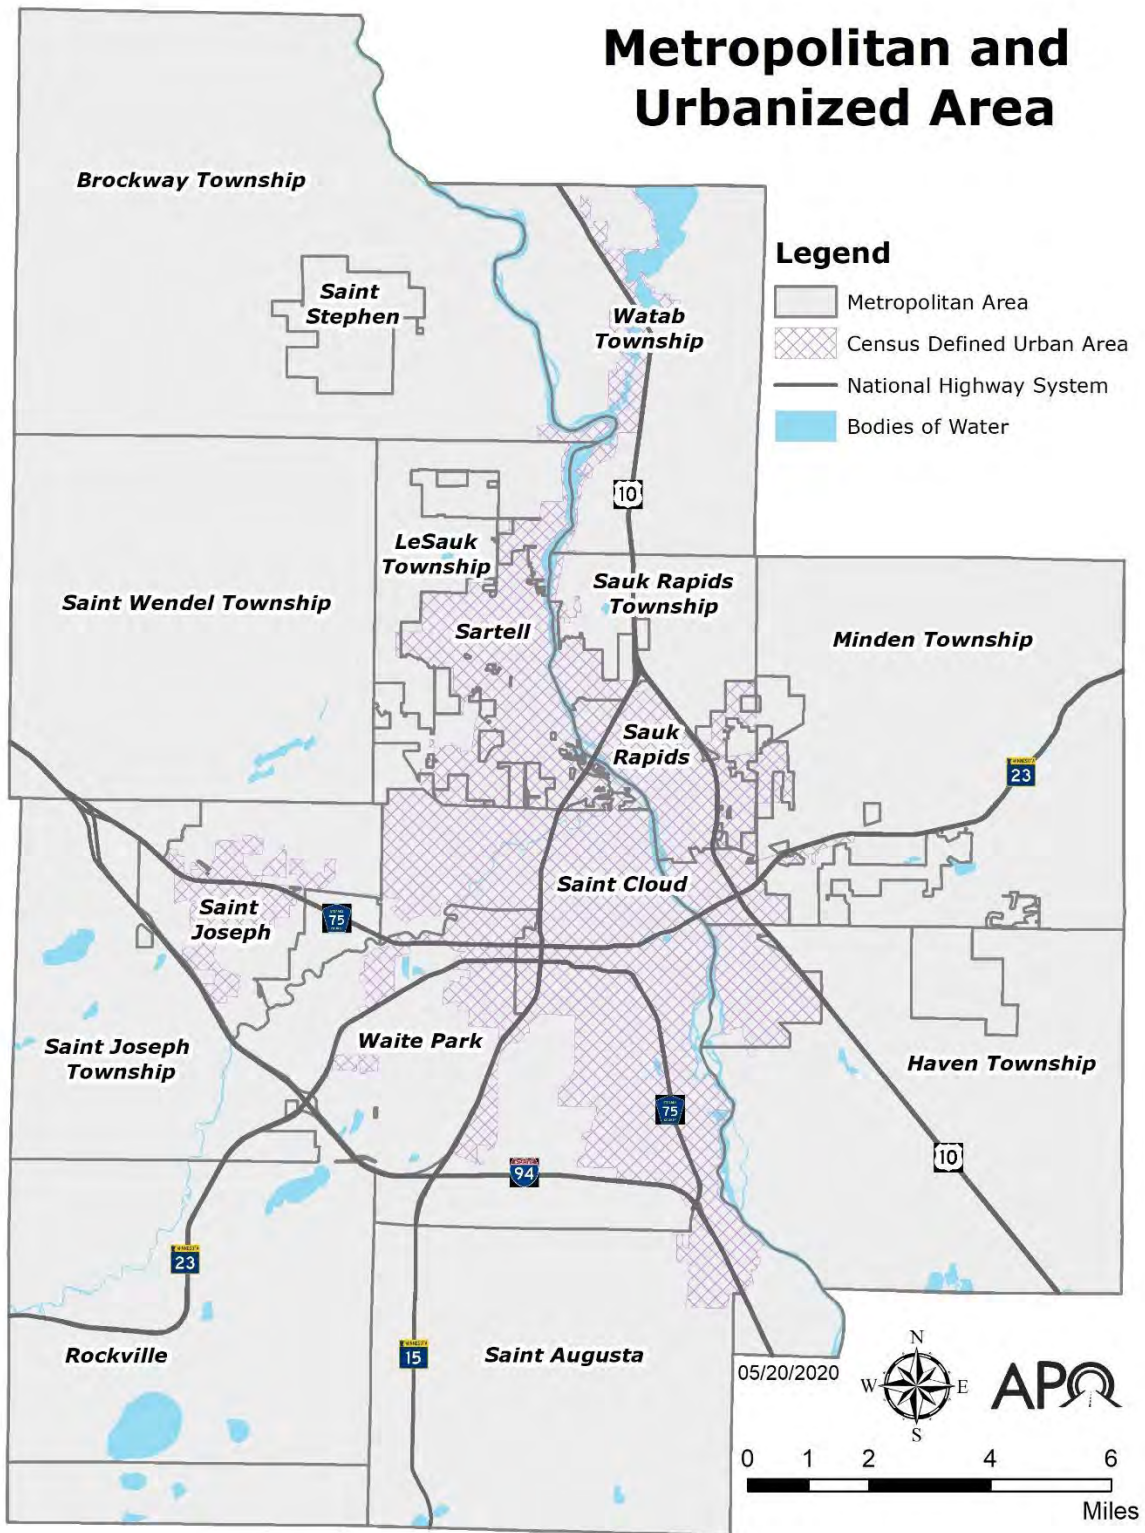 Metropolitan and
Urbanized Area
Brockway Township
Saint
Stephen
Watab
Township
Legend
Metropolitan Area
Census Defined Urban Area
National Highway System
Bodies of Water
10
LeSauk
Township
Sauk Rapids
Township
Saint Wendel Township
Sartell
Minden Township
Sauk
Rapids
23
Saint Cloud
Saint
Joseph
75
Waite Park
Saint Joseph
Township
Haven Township
75
10
94
23
Rockville
15
Saint Augusta
05/20/2020
N
W
E
S
APO
0 1 2 4 6
Miles